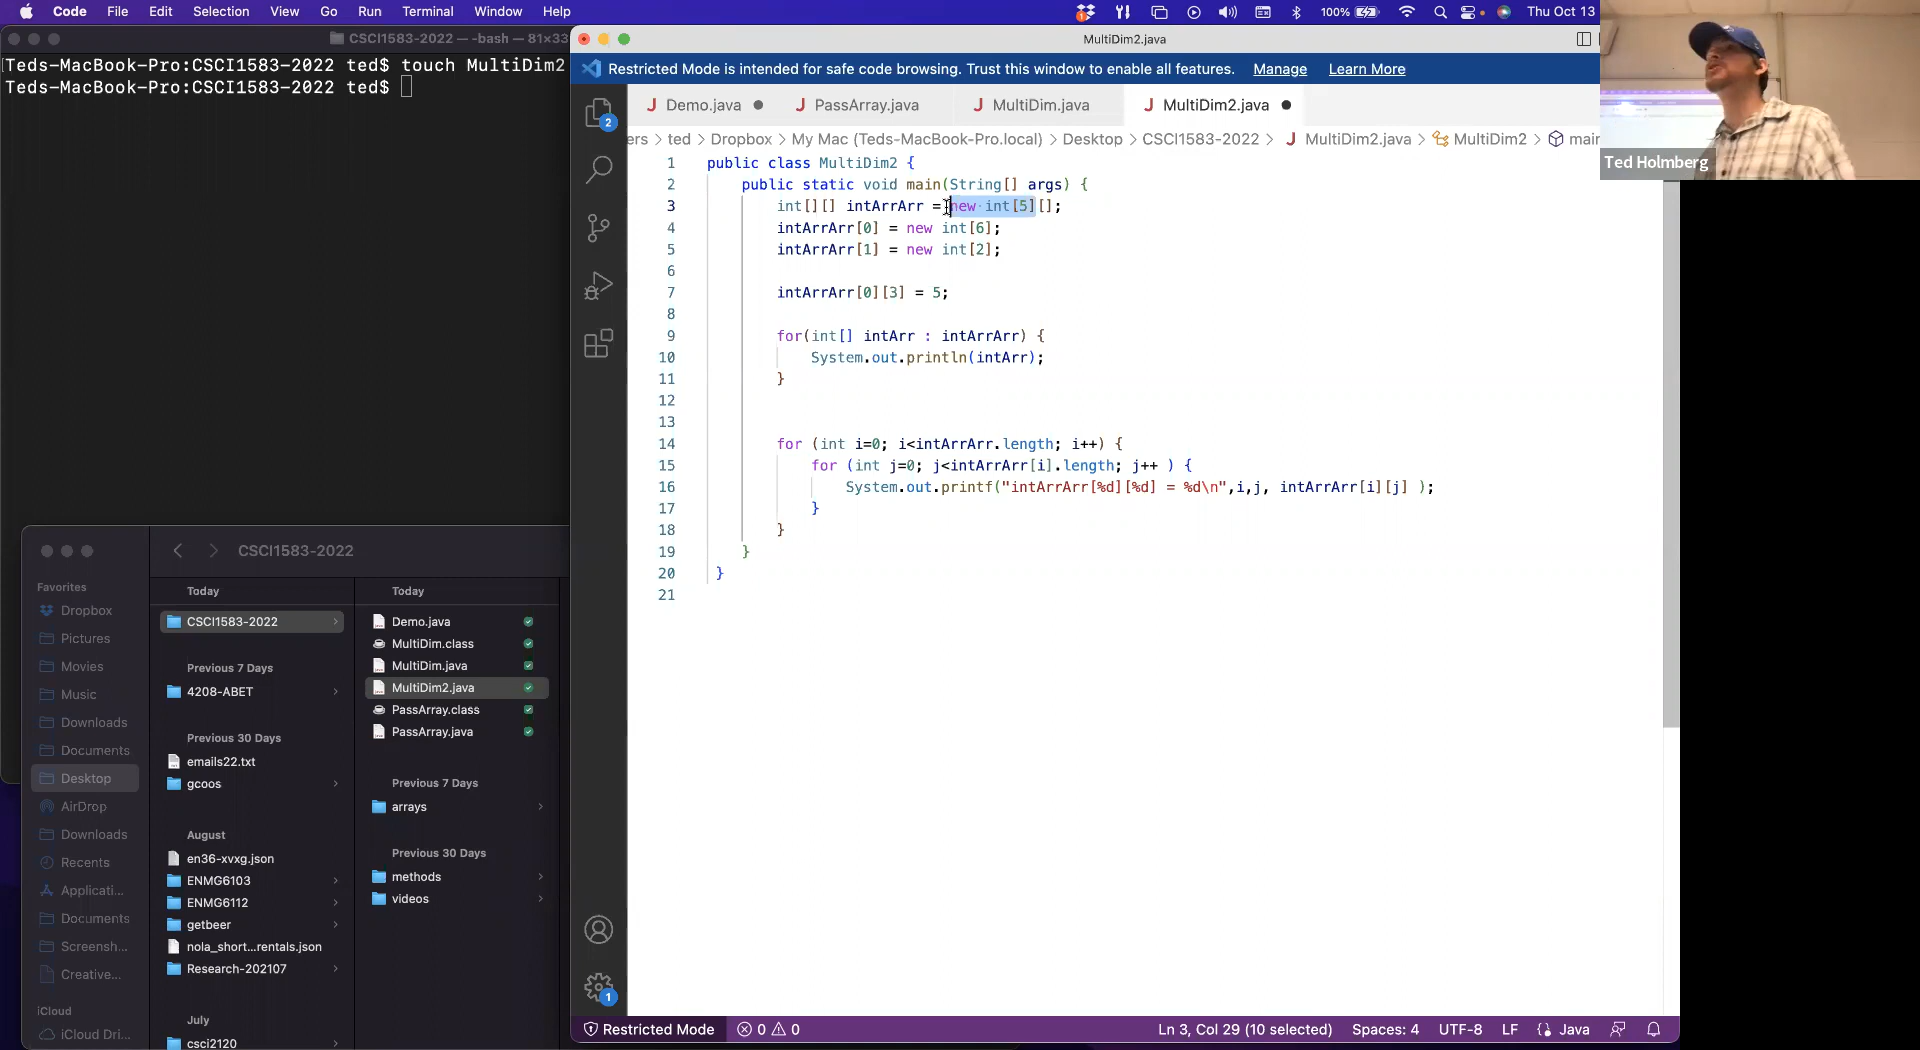 Code File Edit Selection View Go Run Terminal Window Help 100% Thu Oct 13
CSCI1583-2022 — -bash — 81×33
Teds-MacBook-Pro:CSCI1583-2022 ted$ touch MultiDim2
Teds-MacBook-Pro:CSCI1583-2022 ted$
MultiDim2.java
Restricted Mode is intended for safe code browsing. Trust this window to enable all features. Manage Learn More
Demo.java PassArray.java MultiDim.java MultiDim2.java
ers > ted > Dropbox > My Mac (Teds-MacBook-Pro.local) > Desktop > CSCI1583-2022 > MultiDim2.java > MultiDim2 > main
2
1 public class MultiDim2 {
2 public static void main(String[] args) {
3 int[][] intArrArr = new int[5][];
4 intArrArr[0] = new int[6];
5 intArrArr[1] = new int[2];
6
7 intArrArr[0][3] = 5;
8
9 for(int[] intArr : intArrArr) {
10 System.out.println(intArr);
11 }
12
13
14 for (int i=0; i<intArrArr.length; i++) {
15 for (int j=0; j<intArrArr[i].length; j++ ) {
16 System.out.printf("intArrArr[%d][%d] = %d\n",i,j, intArrArr[i][j] );
17 }
18 }
19 }
20 }
21
1
Restricted Mode 0 0 Ln 3, Col 29 (10 selected) Spaces: 4 UTF-8 LF Java
Ted Holmberg
CSCI1583-2022
Favorites
Dropbox
Pictures
Movies
Music
Downloads
Documents
Desktop
AirDrop
Downloads
Recents
Applicati...
Documents
Screensh...
Creative...
iCloud
iCloud Dri...
Today
CSCI1583-2022
Previous 7 Days
4208-ABET
Previous 30 Days
emails22.txt
gcoos
August
en36-xvxg.json
ENMG6103
ENMG6112
getbeer
nola_short...rentals.json
Research-202107
July
csci2120
Today
Demo.java
MultiDim.class
MultiDim.java
MultiDim2.java
PassArray.class
PassArray.java
Previous 7 Days
arrays
Previous 30 Days
methods
videos